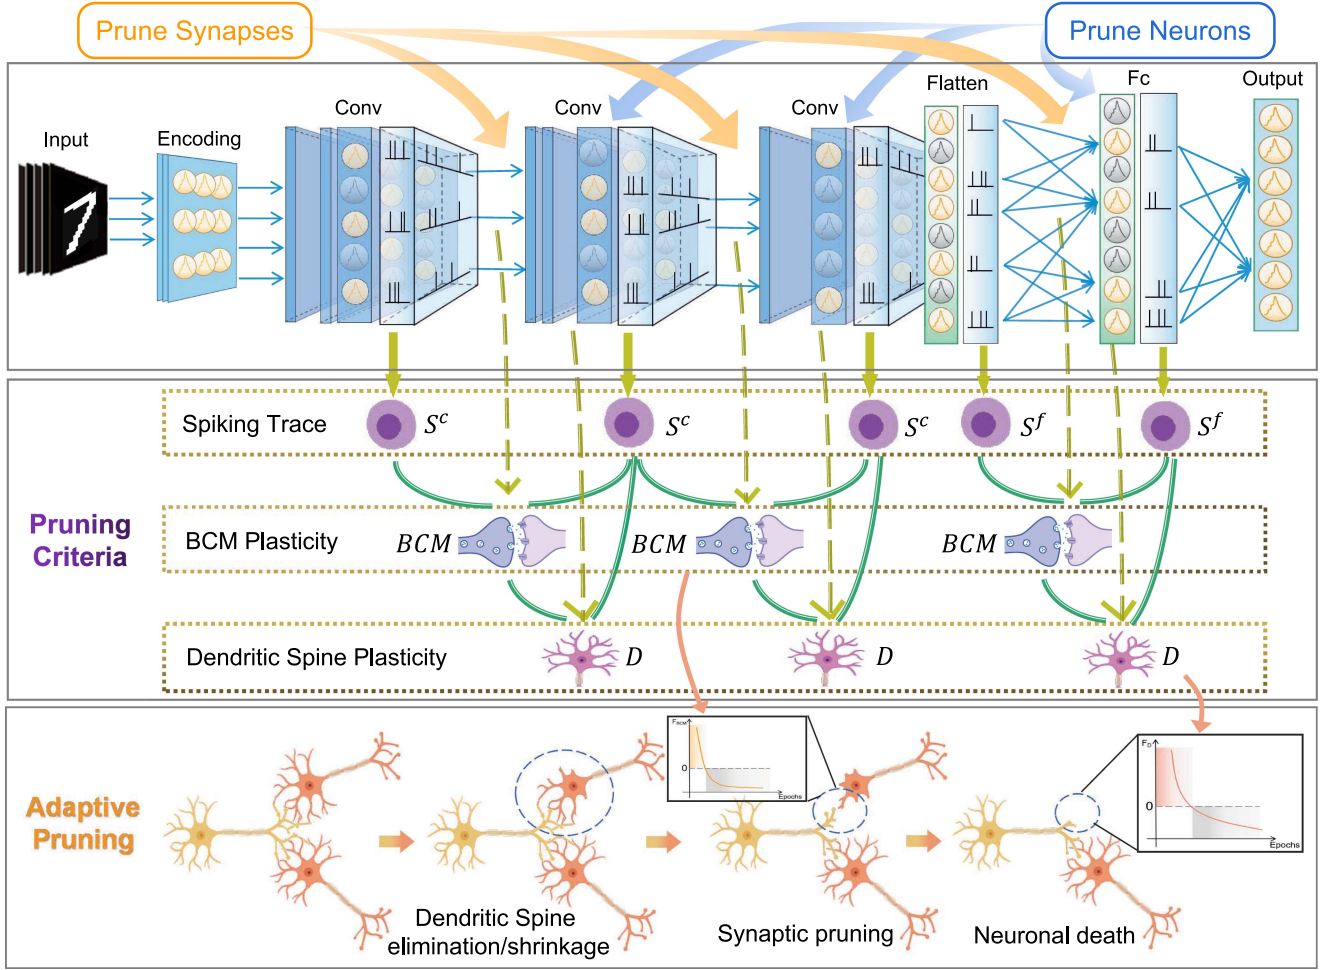 Prune Synapses
Prune Neurons
Input
Encoding
Conv
Conv
Conv
Flatten
Fc
Output
Pruning
Criteria
Spiking Trace
S^c
S^c
S^c
S^f
S^f
BCM Plasticity
BCM
BCM
BCM
Dendritic Spine Plasticity
D
D
D
Adaptive
Pruning
F_BCM
0
Epochs
F_D
0
Epochs
Dendritic Spine
elimination/shrinkage
Synaptic pruning
Neuronal death